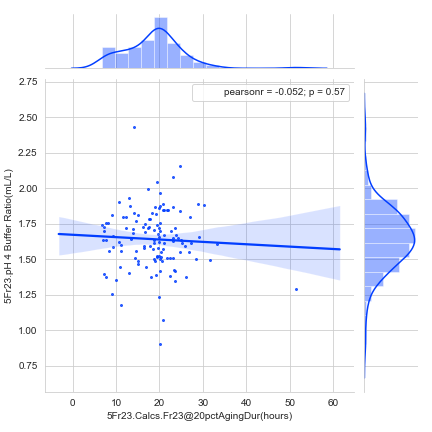 pearsonr = -0.052; p = 0.57
2.75
2.50
2.25
2.00
1.75
1.50
1.25
1.00
0.75
5Fr23.pH 4 Buffer Ratio(mL/L)
0 10 20 30 40 50 60
5Fr23.Calcs.Fr23@20pctAgingDur(hours)